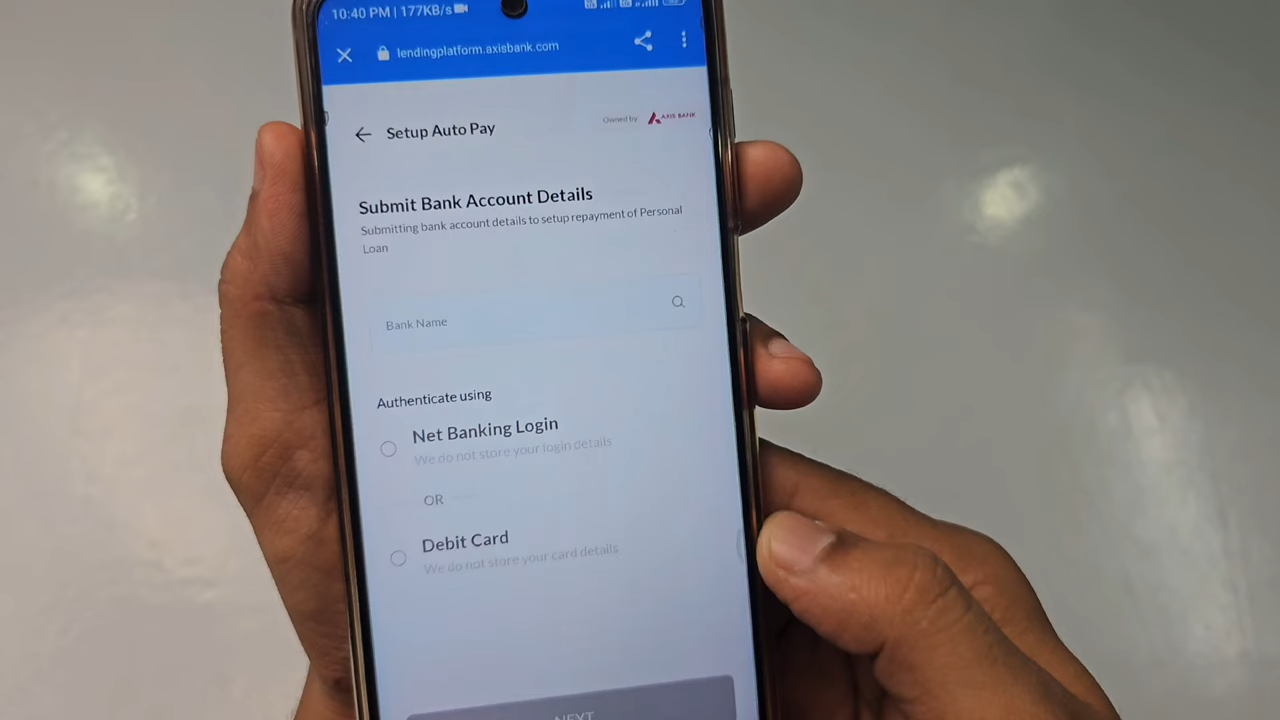 10:40 PM | 177KB/s
lendingplatform.axisbank.com
Setup Auto Pay
Owned by AXIS BANK
Submit Bank Account Details
Submitting bank account details to setup repayment of Personal
Loan
Bank Name
Authenticate using
Net Banking Login
We do not store your login details
OR
Debit Card
We do not store your card details
NEXT